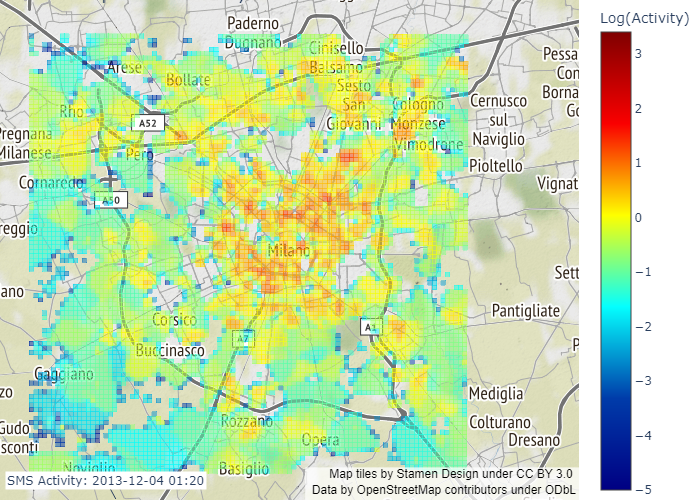 Log(Activity)
3
2
1
0
−1
−2
−3
−4
−5
Paderno
Dugnano
Cinisello
Balsamo
Arese
Bollate
Sesto
San
Giovanni
Pessa
Con
Borna
Go
Rho
A52
Cologno
Monzese
Cernusco
sul
Naviglio
Pregnana
Milanese
Pero
Vimodrone
Pioltello
Cornaredo
Vignat
A50
reggio
Milano
Sett
ano
Pantigliate
Corsico
A1
A7
Buccinasco
P
Gaggiano
zo
Mediglia
Rozzano
Colturano
Gudo
sconti
Opera
Dresano
Noviglio
Basiglio
SMS Activity: 2013-12-04 01:20
Map tiles by Stamen Design under CC BY 3.0
Data by OpenStreetMap contributors under ODbL